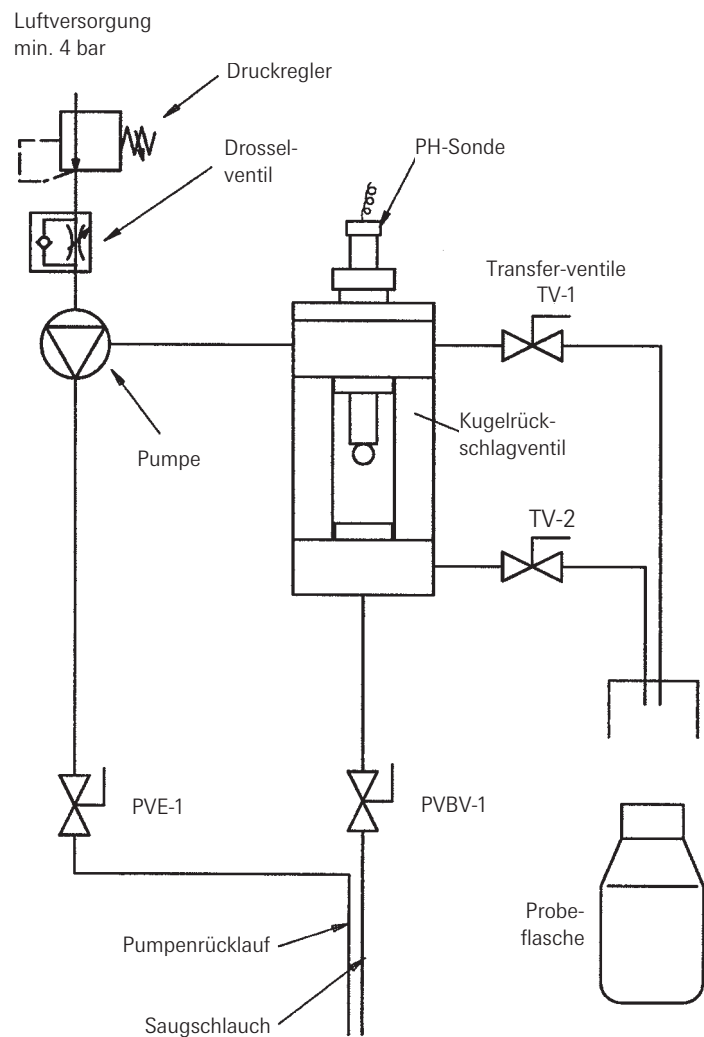 Luftversorgung
min. 4 bar
Druckregler
Drossel-
ventil
PH-Sonde
Transfer-ventile
TV-1
Kugelrück-
schlagventil
Pumpe
TV-2
PVE-1
PVBV-1
Probe-
flasche
Pumpenrücklauf
Saugschlauch